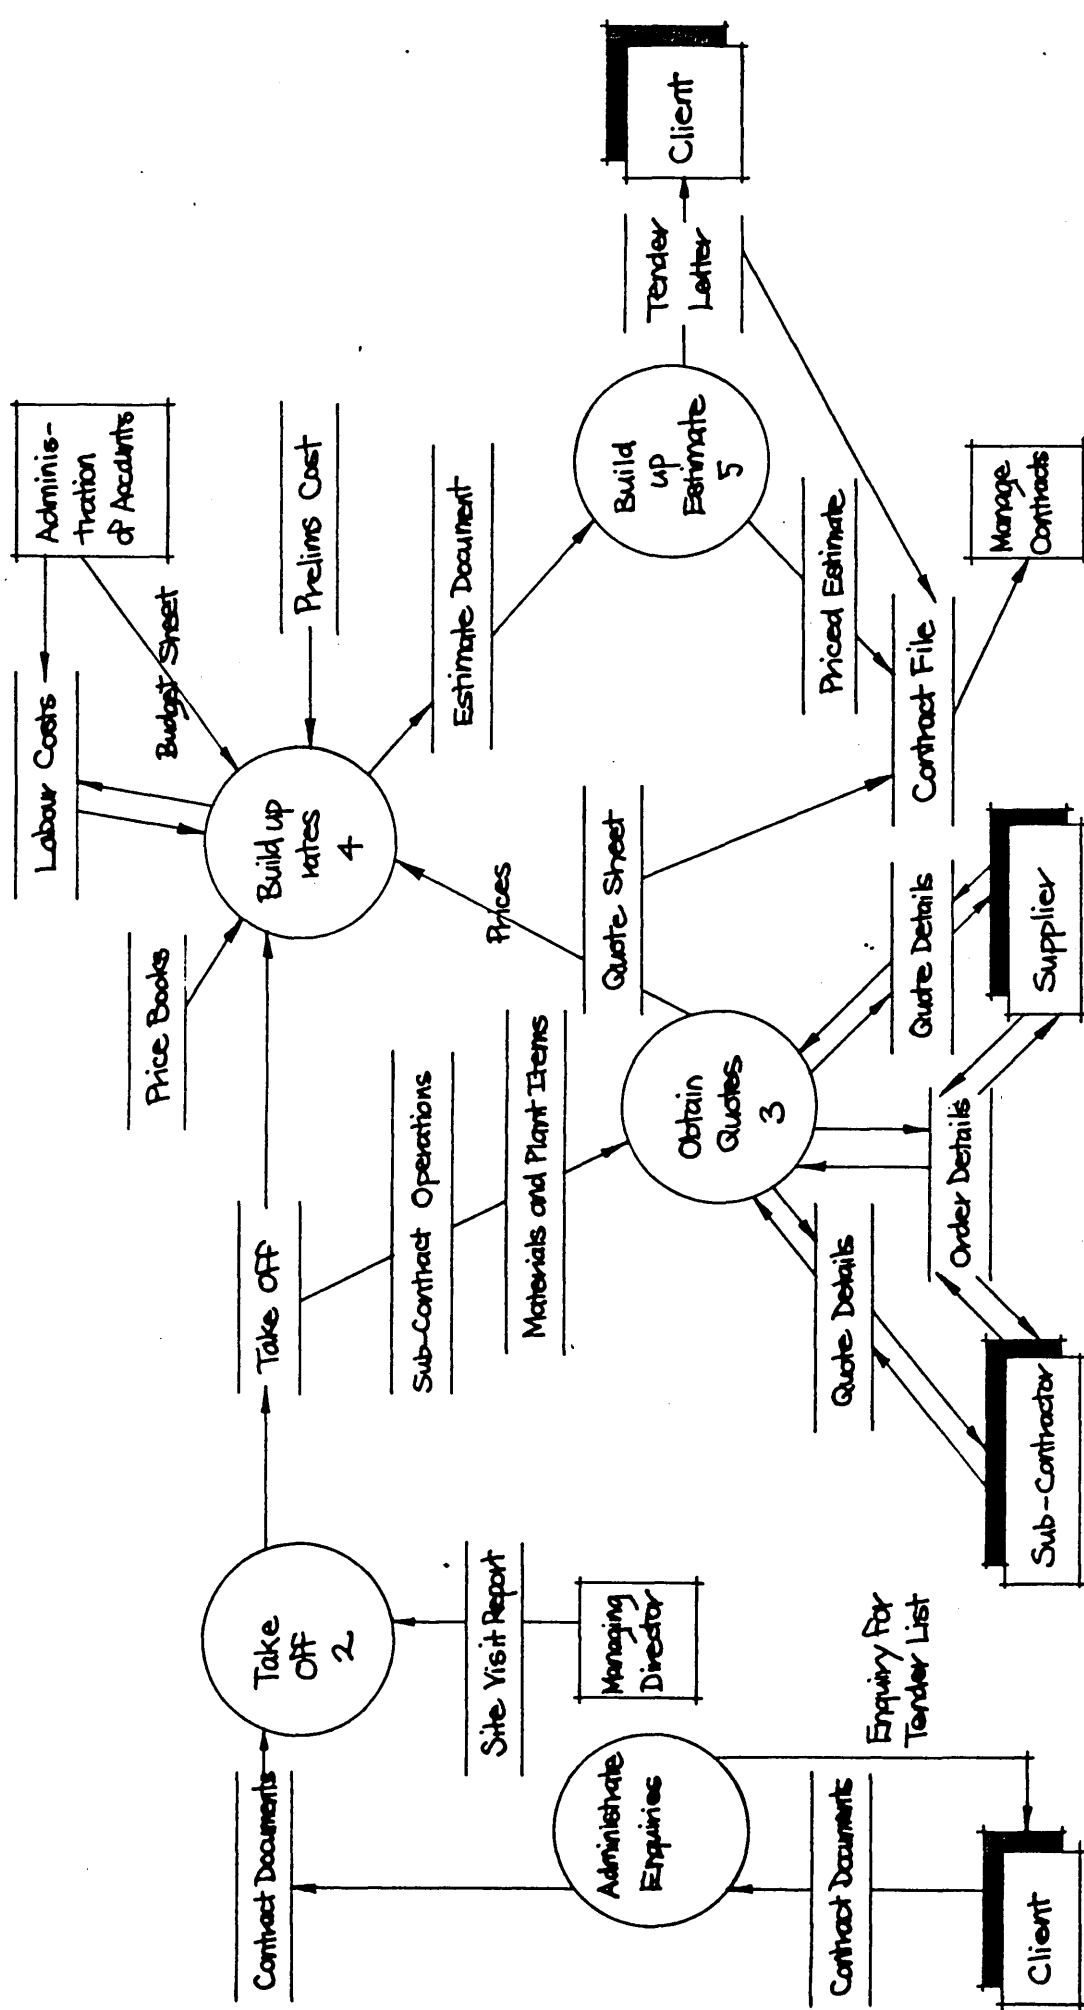 Client
Contract Documents
Enquiry for
Tender List
Administrate
Enquiries
Contract Documents
Managing
Director
Site Visit Report
Take
Off
2
Take Off
Sub-Contract Operations
Materials and Plant Items
Price Books
Obtain
Quotes
3
Quote Details
Sub-Contractor
Order Details
Quote Details
Supplier
Quote Sheet
Prices
Build up
rates
4
Labour Costs
Budget Sheet
Adminis-
tration
of Accounts
Prelims Cost
Estimate Document
Build
up
Estimate
5
Priced Estimate
Contract File
Manage
Contracts
Tender
Letter
Client